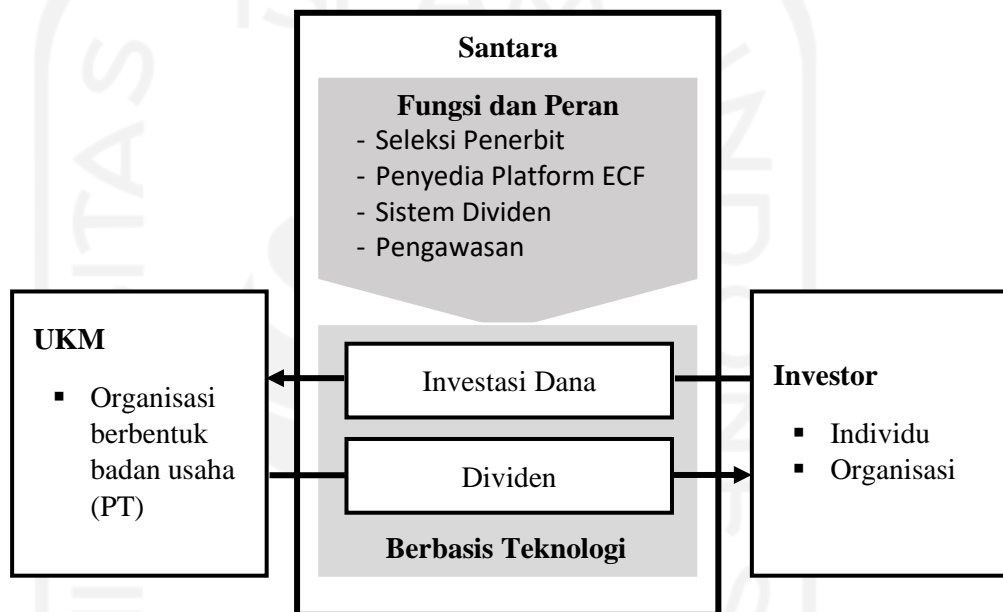 Santara
Fungsi dan Peran
- Seleksi Penerbit
- Penyedia Platform ECF
- Sistem Dividen
- Pengawasan
UKM
▪ Organisasi
berbentuk
badan usaha
(PT)
Investasi Dana
Dividen
Berbasis Teknologi
Investor
▪ Individu
▪ Organisasi